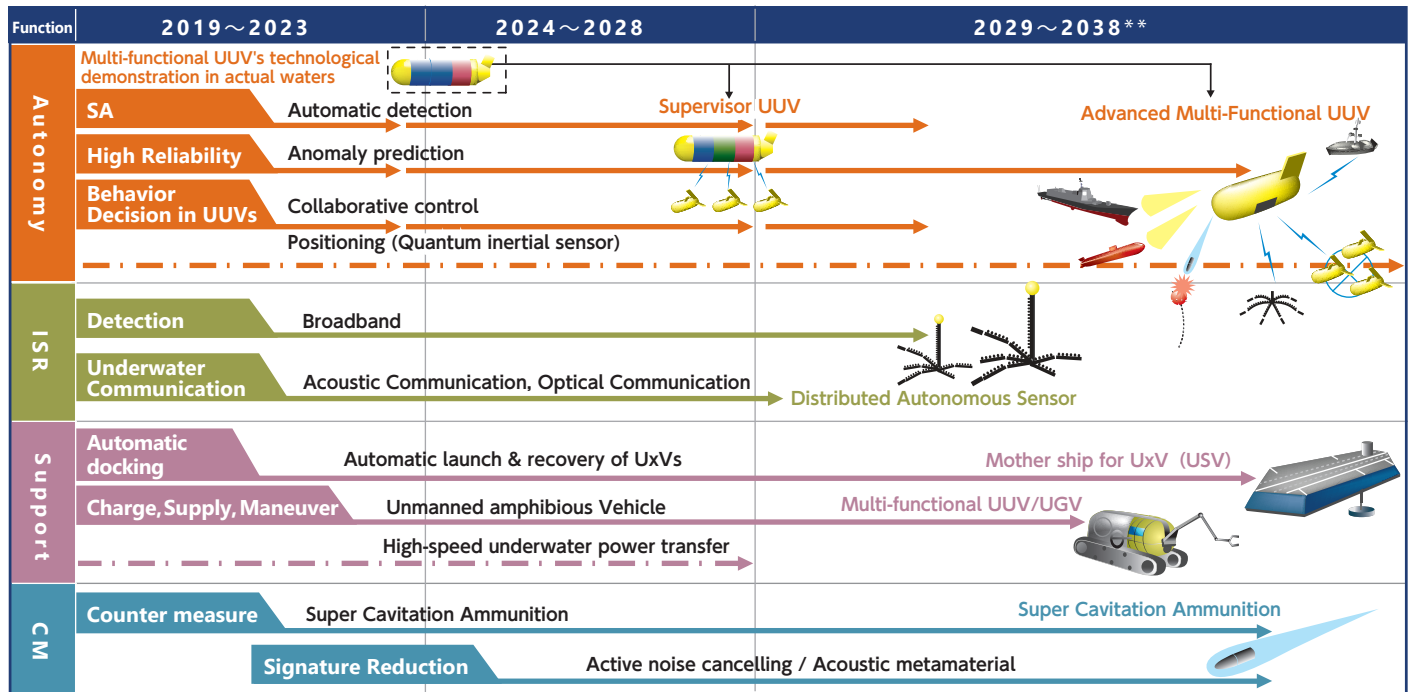 Function
2019～2023
2024～2028
2029～2038**
Autonomy
Multi-functional UUV's technological
demonstration in actual waters
SA
Automatic detection
Supervisor UUV
Advanced Multi-Functional UUV
High Reliability
Anomaly prediction
Behavior
Decision in UUVs
Collaborative control
Positioning (Quantum inertial sensor)
ISR
Detection
Broadband
Underwater
Communication
Acoustic Communication, Optical Communication
Distributed Autonomous Sensor
Support
Automatic
docking
Automatic launch & recovery of UxVs
Mother ship for UxV (USV)
Charge, Supply, Maneuver
Unmanned amphibious Vehicle
Multi-functional UUV/UGV
High-speed underwater power transfer
CM
Counter measure
Super Cavitation Ammunition
Super Cavitation Ammunition
Signature Reduction
Active noise cancelling / Acoustic metamaterial